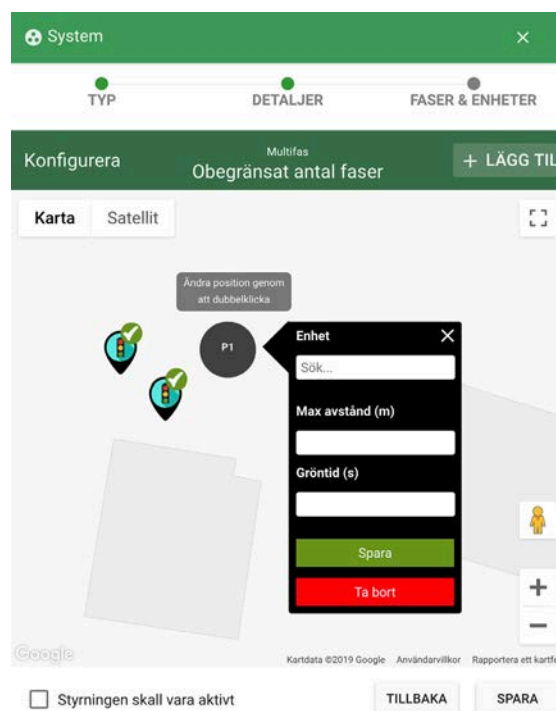 System
TYP DETALJER FASER & ENHETER
Konfigurera
Multifas
Obegränsat antal faser
+ LÄGG TIL
Karta Satellit
Ändra position genom
att dubbelklicka
P1
Enhet
Sök...
Max avstånd (m)
Gröntid (s)
Spara
Ta bort
Google
Kartdata ©2019 Google Användarvillkor Rapportera ett kartfe
Styrningen skall vara aktivt
TILLBAKA SPARA